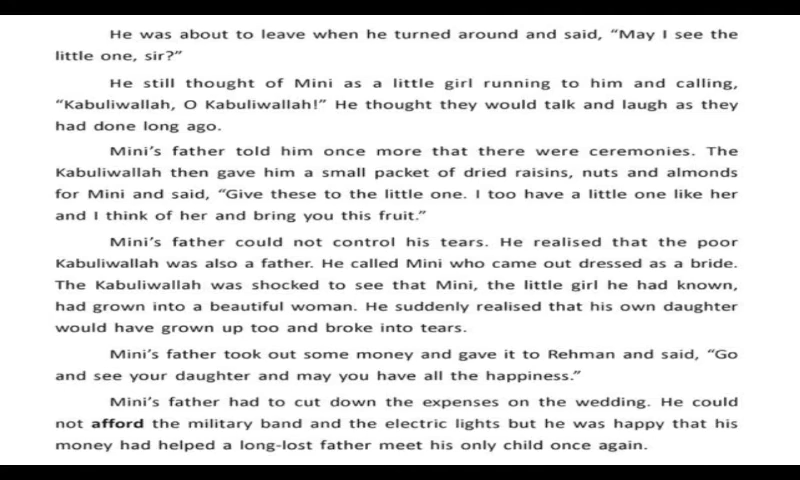 He was about to leave when he turned around and said, “May I see the
little one, sir?”
He still thought of Mini as a little girl running to him and calling,
“Kabuliwallah, O Kabuliwallah!” He thought they would talk and laugh as they
had done long ago.
Mini’s father told him once more that there were ceremonies. The
Kabuliwallah then gave him a small packet of dried raisins, nuts and almonds
for Mini and said, “Give these to the little one. I too have a little one like her
and I think of her and bring you this fruit.”
Mini’s father could not control his tears. He realised that the poor
Kabuliwallah was also a father. He called Mini who came out dressed as a bride.
The Kabuliwallah was shocked to see that Mini, the little girl he had known,
had grown into a beautiful woman. He suddenly realised that his own daughter
would have grown up too and broke into tears.
Mini’s father took out some money and gave it to Rehman and said, “Go
and see your daughter and may you have all the happiness.”
Mini’s father had to cut down the expenses on the wedding. He could
not afford the military band and the electric lights but he was happy that his
money had helped a long-lost father meet his only child once again.